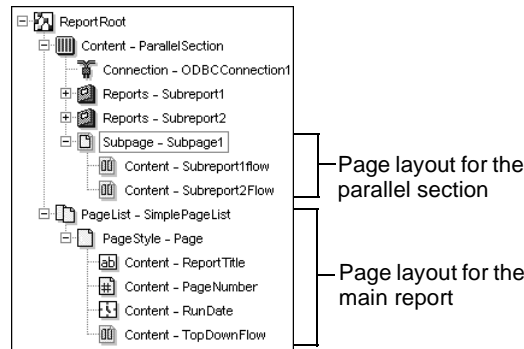 ReportRoot
Content - ParallelSection
Connection - ODBCConnection1
Reports - Subreport1
Reports - Subreport2
Subpage - Subpage1
Content - Subreport1flow
Content - Subreport2Flow
Page layout for the
parallel section
PageList - SimplePageList
PageStyle - Page
ab Content - ReportTitle
# Content - PageNumber
Content - RunDate
Content - TopDownFlow
Page layout for the
main report